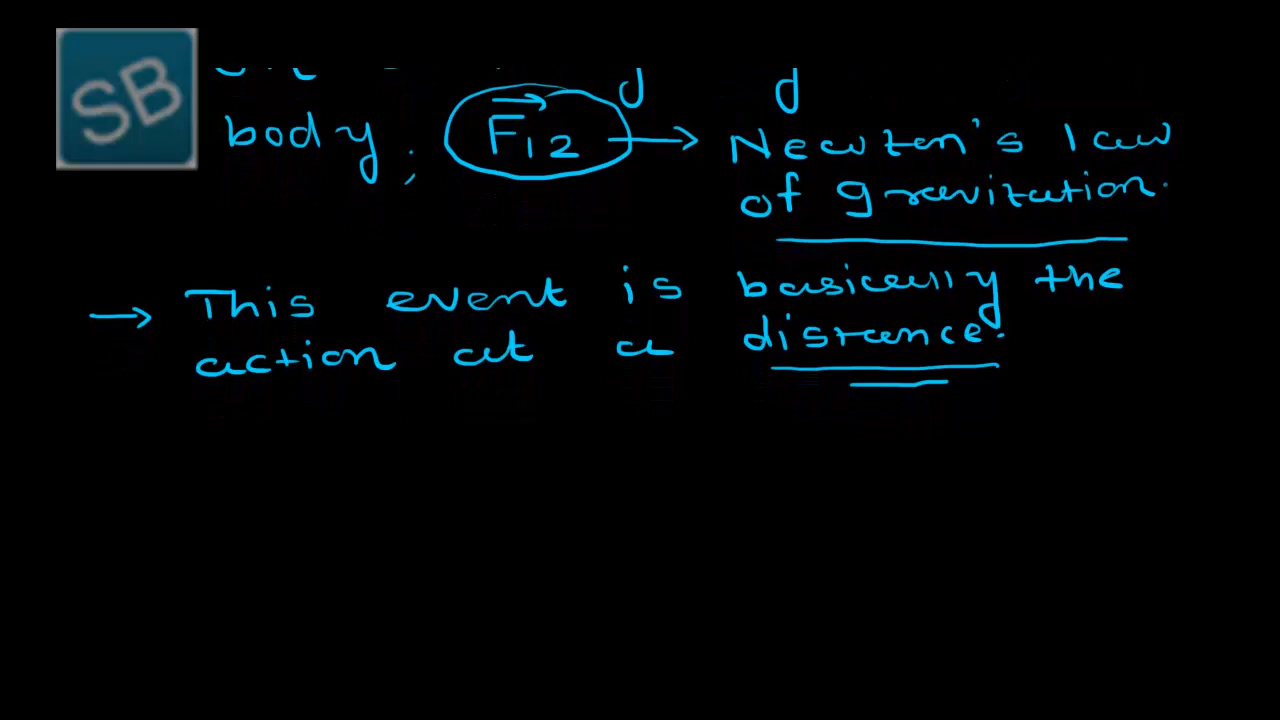 SB
body; F₁₂ → Newton's law
of gravitation.
→ This event is basically the
action at a distance.